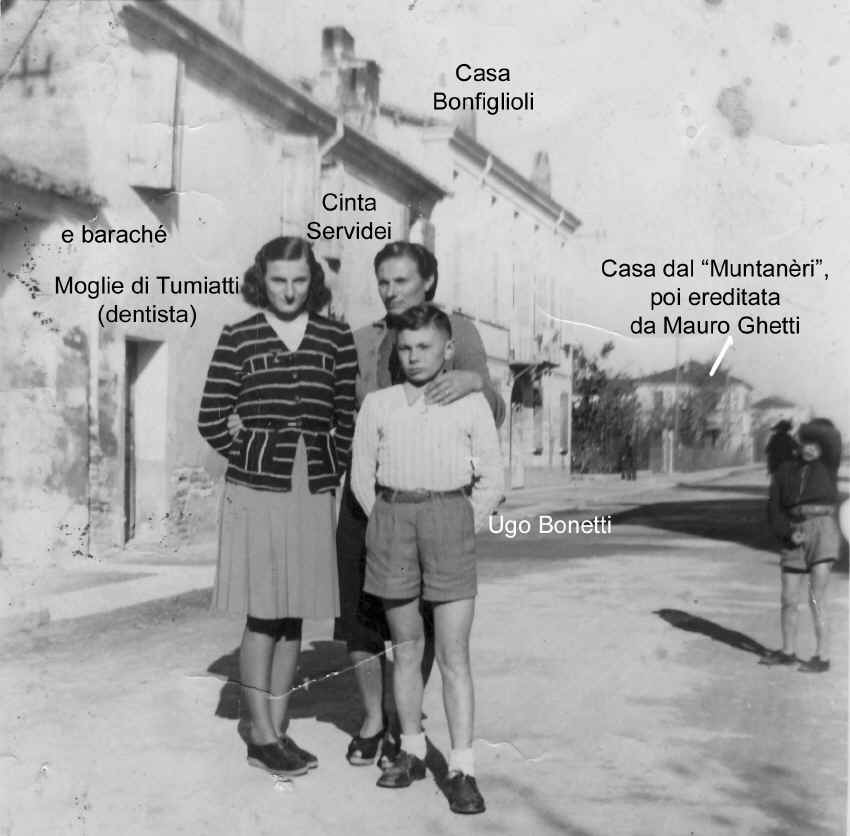 Casa
Bonfiglioli
Cinta
Servidei
e baraché
Moglie di Tumiatti
(dentista)
Casa dal “Muntanèri”,
poi ereditata
da Mauro Ghetti
Ugo Bonetti